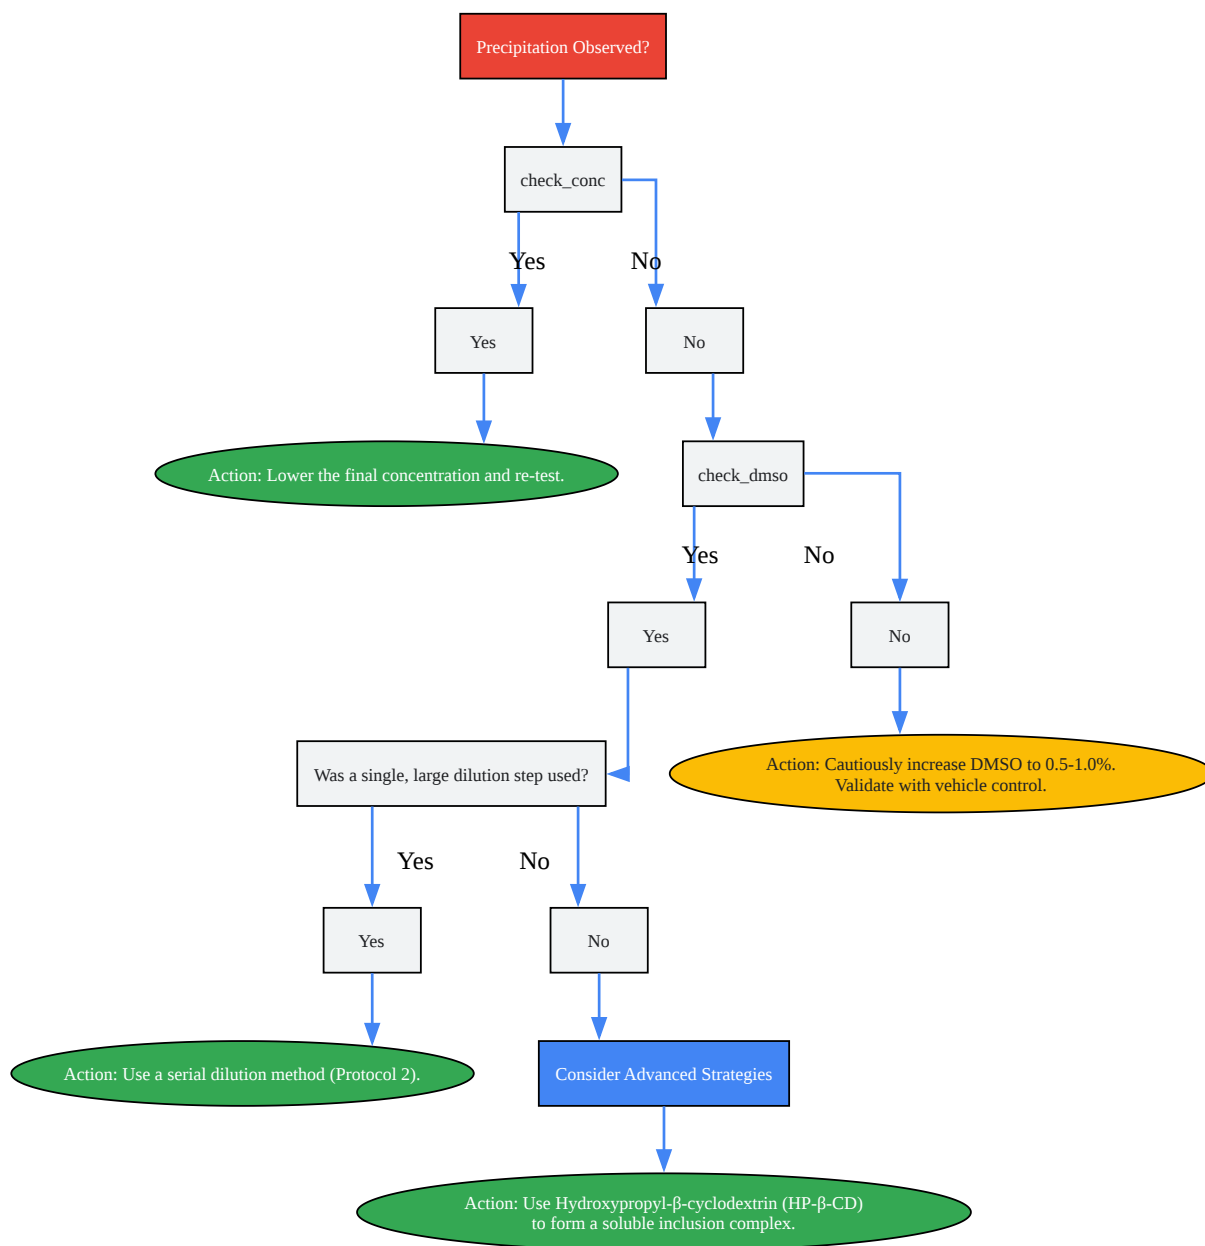 Precipitation Observed?
check_conc
Yes
No
Yes
No
Action: Lower the final concentration and re-test.
check_dmso
Yes
No
Yes
No
Was a single, large dilution step used?
Action: Cautiously increase DMSO to 0.5-1.0%.
Validate with vehicle control.
Yes
No
Yes
No
Action: Use a serial dilution method (Protocol 2).
Consider Advanced Strategies
Action: Use Hydroxypropyl-β-cyclodextrin (HP-β-CD)
to form a soluble inclusion complex.